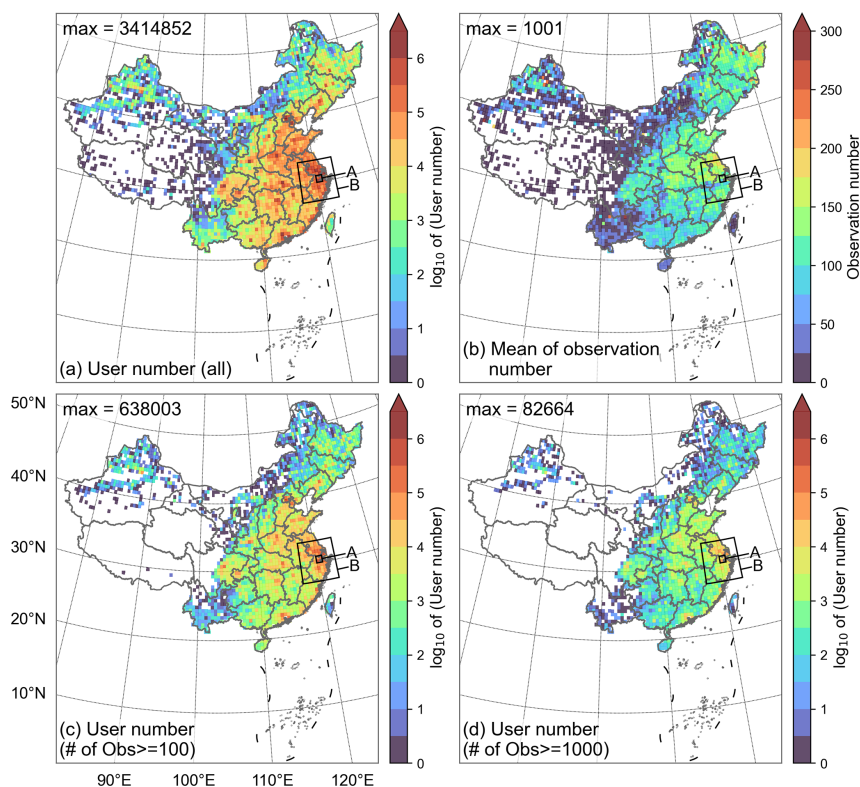 max = 3414852
A
B
(a) User number (all)
6
5
4
3
2
1
0
log₁₀ of (User number)
max = 1001
A
B
(b) Mean of observation
number
300
250
200
150
100
50
0
Observation number
50°N
40°N
30°N
20°N
10°N
max = 638003
A
B
(c) User number
(# of Obs>=100)
90°E 100°E 110°E 120°E
6
5
4
3
2
1
0
log₁₀ of (User number)
max = 82664
A
B
(d) User number
(# of Obs>=1000)
6
5
4
3
2
1
0
log₁₀ of (User number)